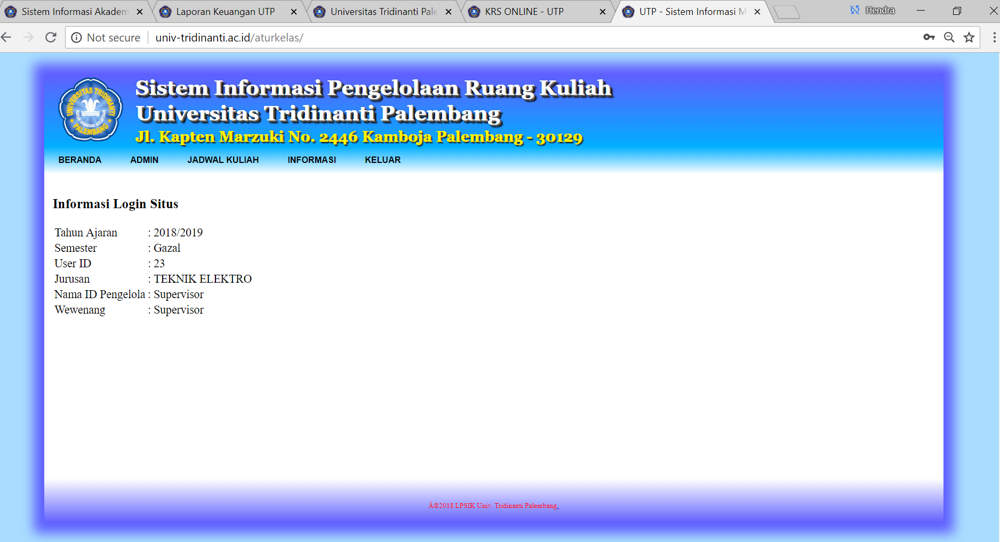 Sistem Informasi Akadem
Laporan Keuangan UTP
Universitas Tridinanti Pale
KRS ONLINE - UTP
UTP - Sistem Informasi M
Hendra
Not secure
univ-tridinanti.ac.id/aturkelas/
UNIVERSITAS TRIDINANTI
PALEMBANG
Sistem Informasi Pengelolaan Ruang Kuliah
Universitas Tridinanti Palembang
Jl. Kapten Marzuki No. 2446 Kamboja Palembang - 30129
BERANDA ADMIN JADWAL KULIAH INFORMASI KELUAR
Informasi Login Situs
Tahun Ajaran : 2018/2019
Semester : Gazal
User ID : 23
Jurusan : TEKNIK ELEKTRO
Nama ID Pengelola : Supervisor
Wewenang : Supervisor
Â©2018 LPSIK Univ. Tridinanti Palembang.